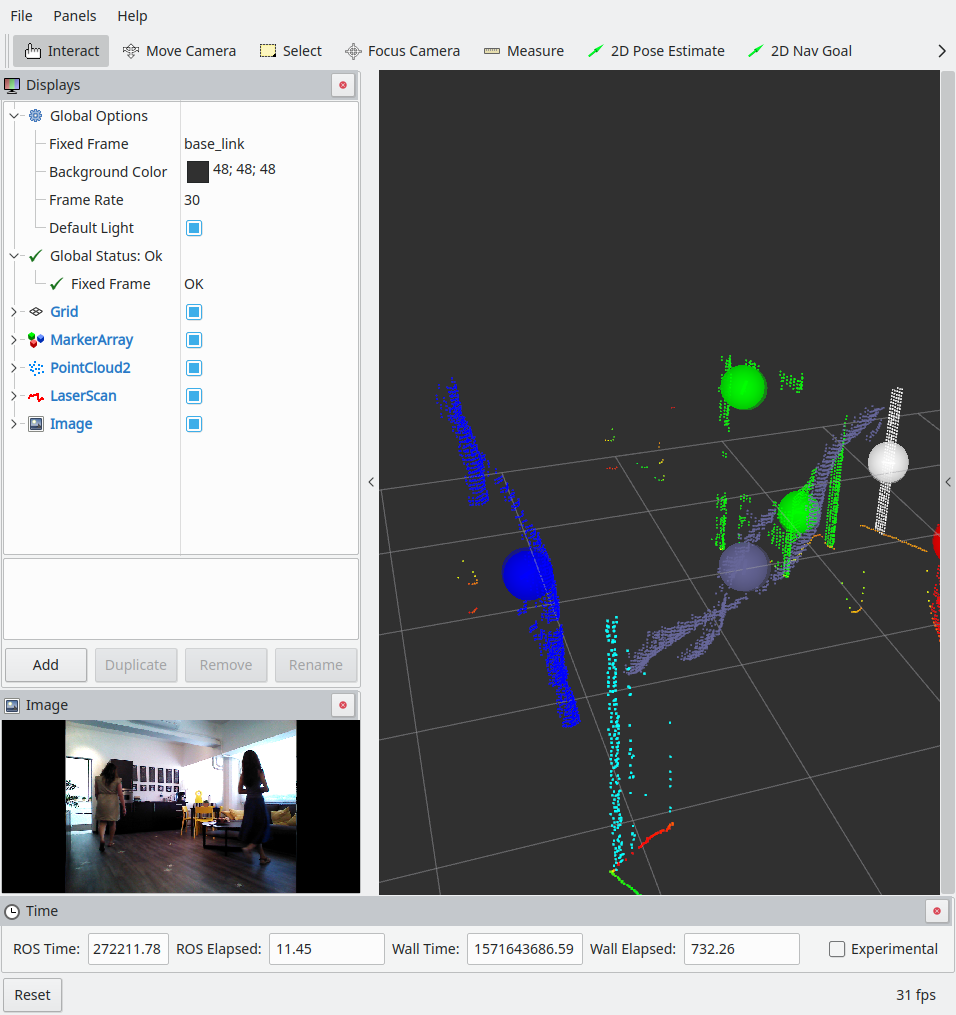 File Panels Help
Interact Move Camera Select Focus Camera Measure 2D Pose Estimate 2D Nav Goal
Displays
Global Options
Fixed Frame base_link
Background Color 48; 48; 48
Frame Rate 30
Default Light
Global Status: Ok
Fixed Frame OK
Grid
MarkerArray
PointCloud2
LaserScan
Image
Add Duplicate Remove Rename
Image
Time
ROS Time: 272211.78 ROS Elapsed: 11.45 Wall Time: 1571643686.59 Wall Elapsed: 732.26 Experimental
Reset 31 fps